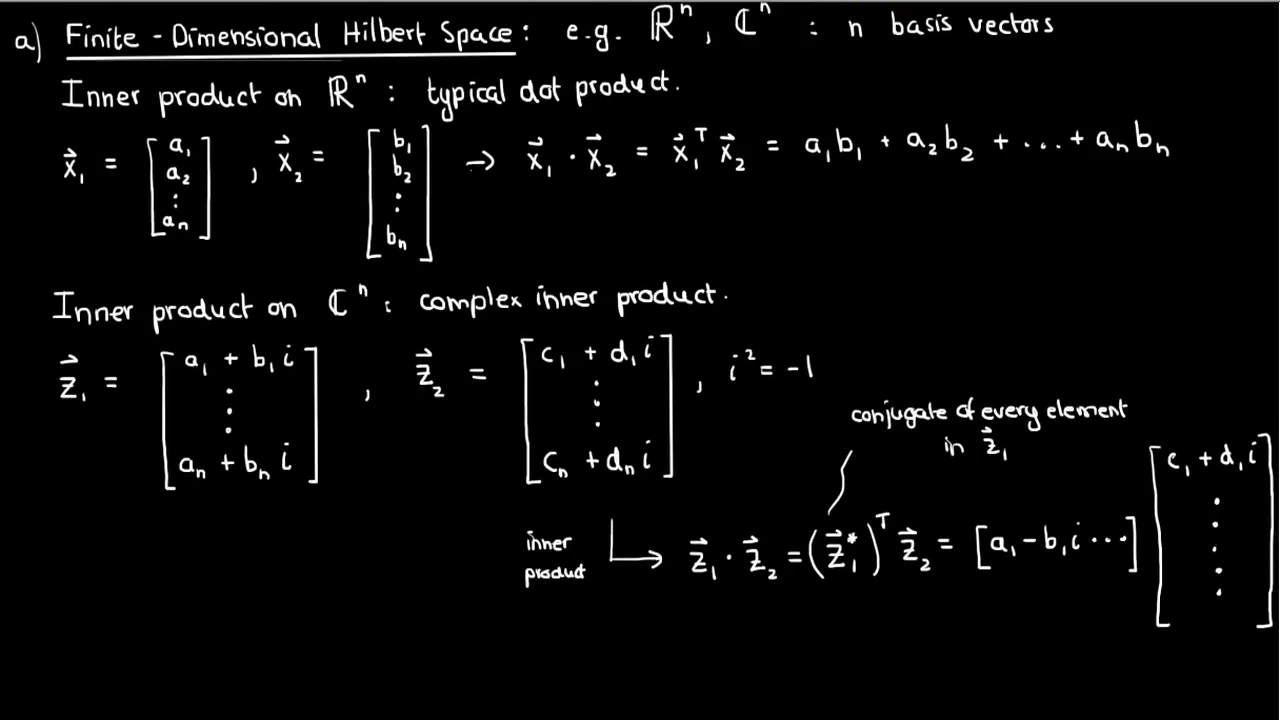 a) Finite-Dimensional Hilbert Space: e.g. ℝⁿ, ℂⁿ : n basis vectors
Inner product on ℝⁿ : typical dot product.
x⃗₁ = [a₁ a₂ ⋮ aₙ], x⃗₂ = [b₁ b₂ ⋮ bₙ] → x⃗₁ · x⃗₂ = x⃗₁ᵀ x⃗₂ = a₁b₁ + a₂b₂ + ... + aₙbₙ
Inner product on ℂⁿ : complex inner product.
z⃗₁ = [a₁ + b₁i ⋮ aₙ + bₙi], z⃗₂ = [c₁ + d₁i ⋮ cₙ + dₙi], i² = -1
conjugate of every element
in z⃗₁
inner
product
z⃗₁ · z⃗₂ = (z⃗₁*)ᵀ z⃗₂ = [a₁ - b₁i ...] [c₁ + d₁i ⋮]